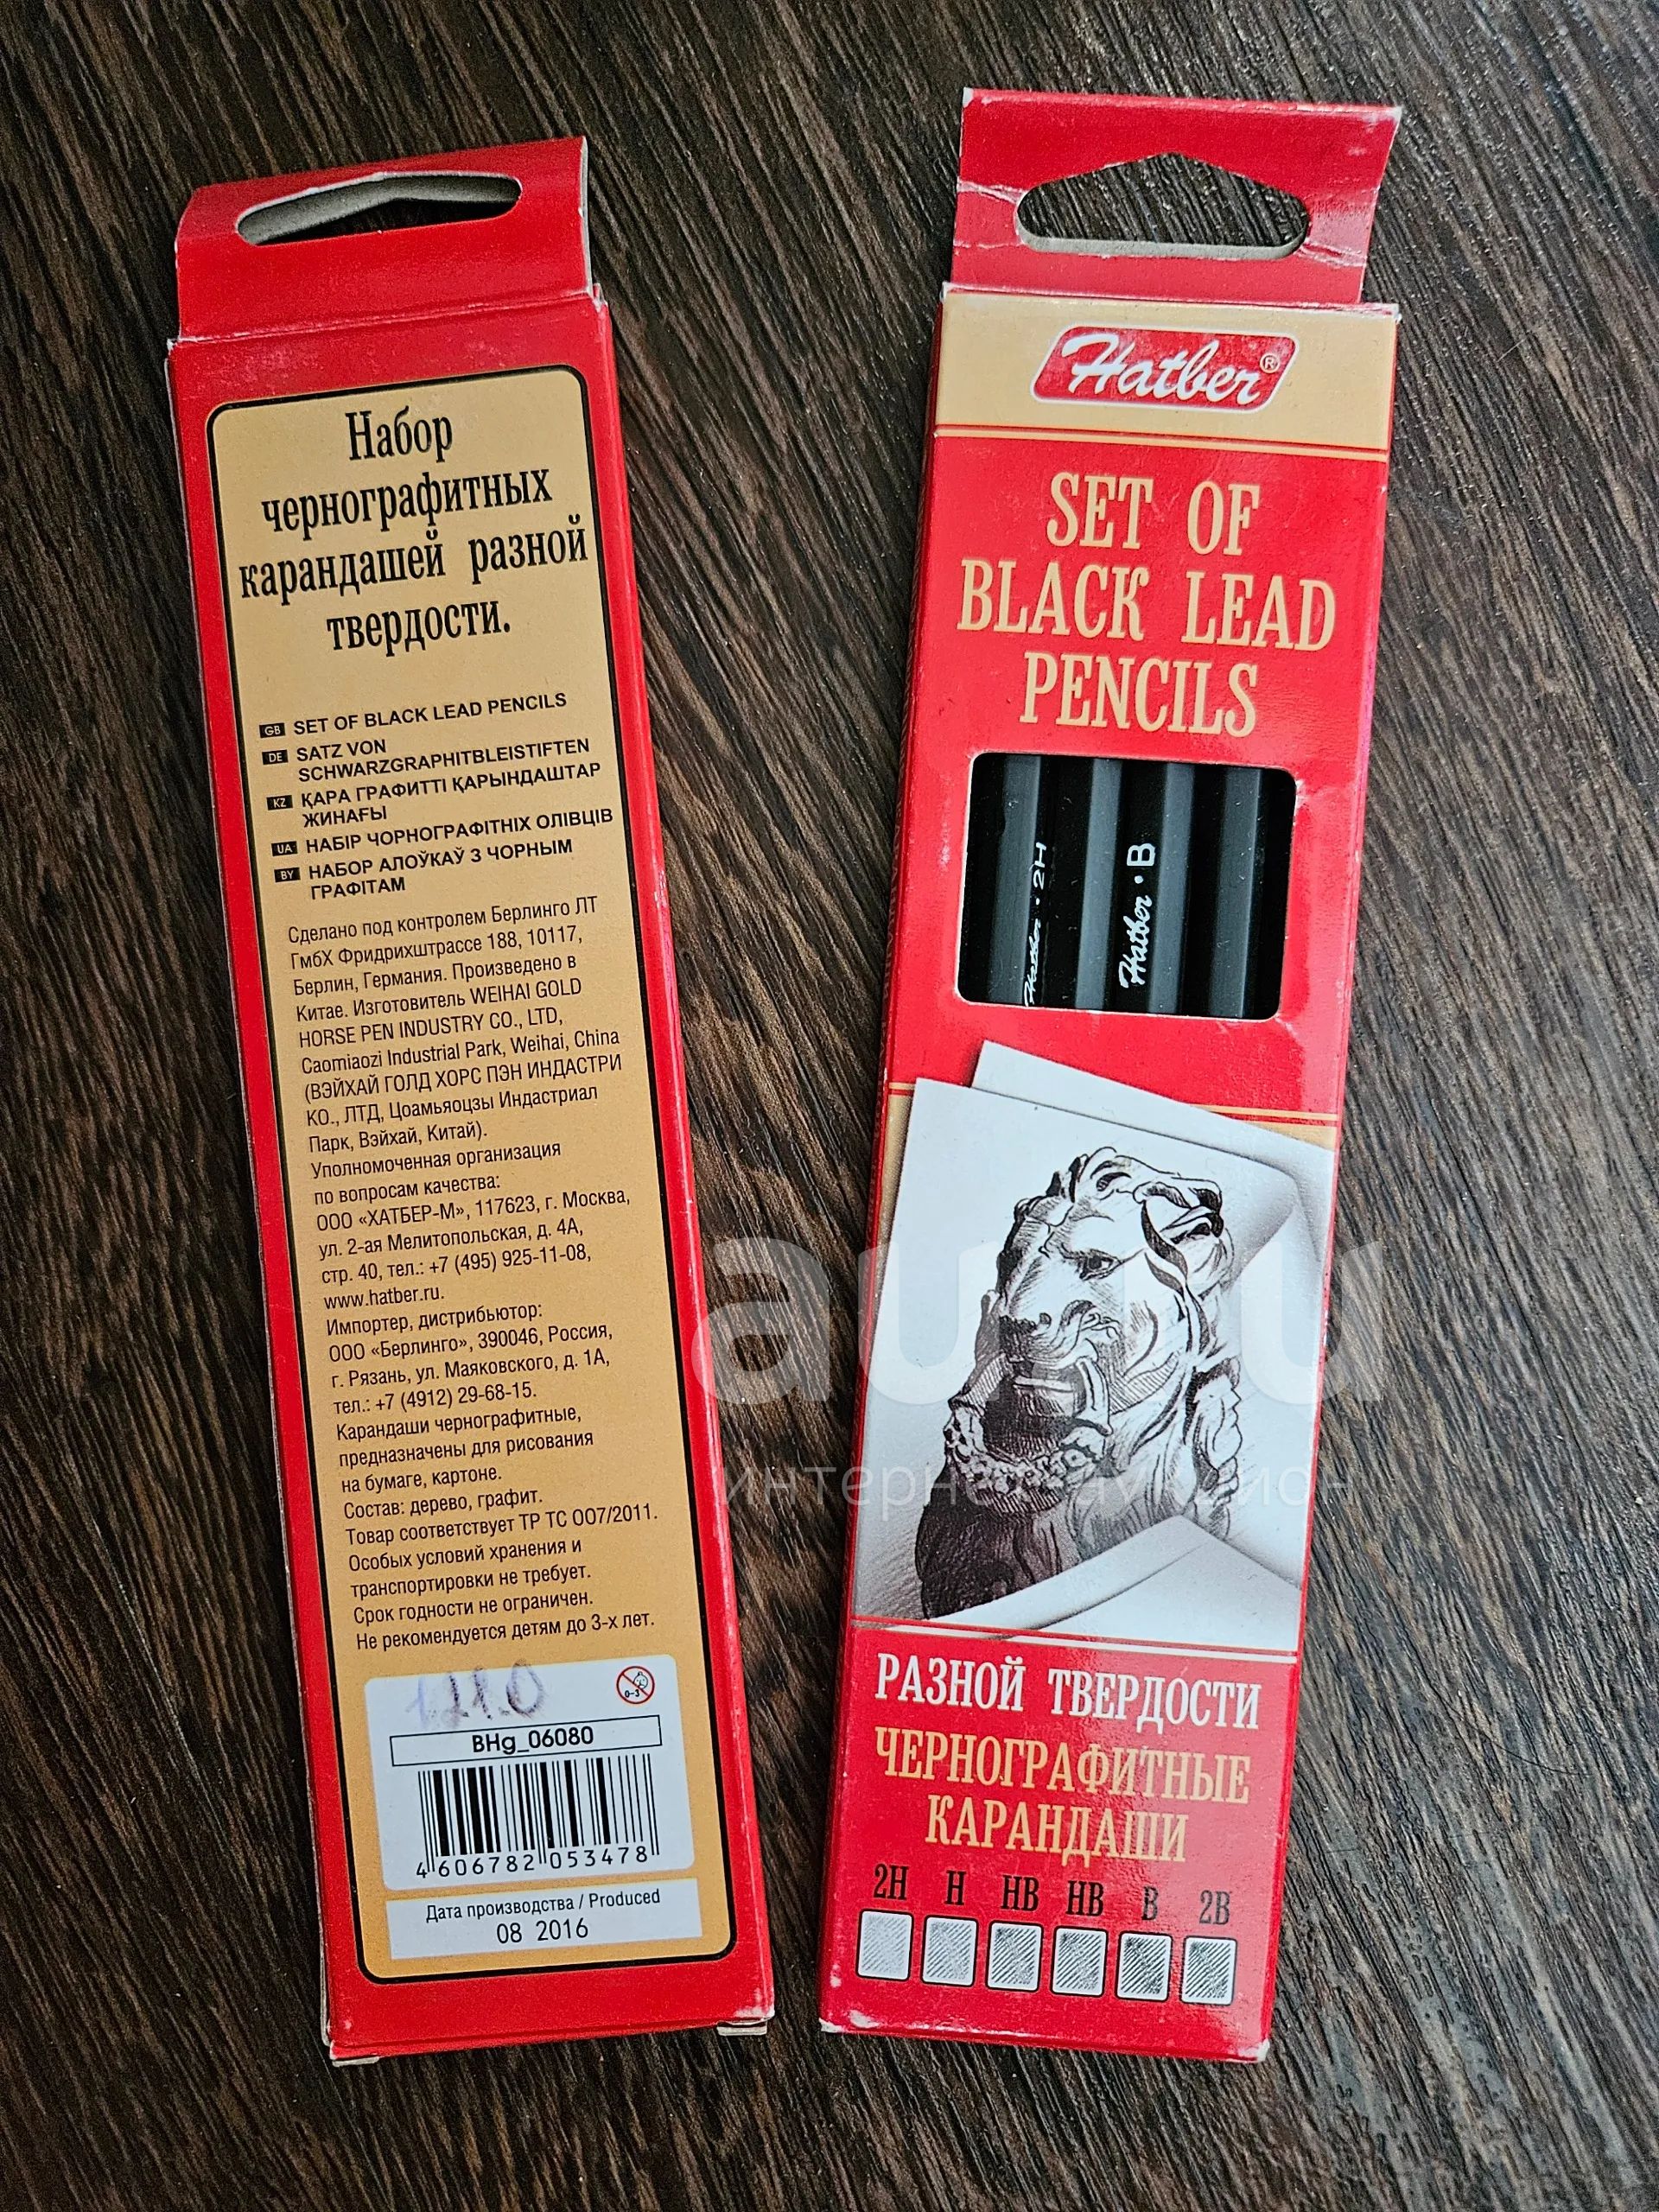 Набор
чернографитных
карандашей разной
твердости.
GB SET OF BLACK LEAD PENCILS
DE SATZ VON
SCHWARZGRAPHITBLEISTIFTEN
KZ ҚАРА ГРАФИТТІ ҚАРЫНДАШТАР
ЖИНАҒЫ
UA НАБІР ЧОРНОГРАФІТНІХ ОЛІВЦІВ
BY НАБОР АЛОЎКАЎ З ЧОРНЫМ
ГРАФІТАМ
Сделано под контролем Берлинго ЛТ
ГмбХ Фридрихштрассе 188, 10117,
Берлин, Германия. Произведено в
Китае. Изготовитель WEIHAI GOLD
HORSE PEN INDUSTRY CO., LTD,
Caomiaozi Industrial Park, Weihai, China
(ВЭЙХАЙ ГОЛД ХОРС ПЭН ИНДАСТРИ
КО., ЛТД, Цоамьяоцзы Индастриал
Парк, Вэйхай, Китай).
Уполномоченная организация
по вопросам качества:
ООО «ХАТБЕР-М», 117623, г. Москва,
ул. 2-ая Мелитопольская, д. 4А,
стр. 40, тел.: +7 (495) 925-11-08,
www.hatber.ru.
Импортер, дистрибьютор:
ООО «Берлинго», 390046, Россия,
г. Рязань, ул. Маяковского, д. 1А,
тел.: +7 (4912) 29-68-15.
Карандаши чернографитные,
предназначены для рисования
на бумаге, картоне.
Состав: дерево, графит.
Товар соответствует ТР ТС 007/2011.
Особых условий хранения и
транспортировки не требует.
Срок годности не ограничен.
Не рекомендуется детям до 3-х лет.
0-3
BHg_06080
4 606782 053478
Дата производства / Produced
08 2016
Hatber®
SET OF
BLACK LEAD
PENCILS
Hatber · 2H
Hatber · B
au.ru
интернет-аукцион
РАЗНОЙ ТВЕРДОСТИ
ЧЕРНОГРАФИТНЫЕ
КАРАНДАШИ
2H H HB HB B 2B